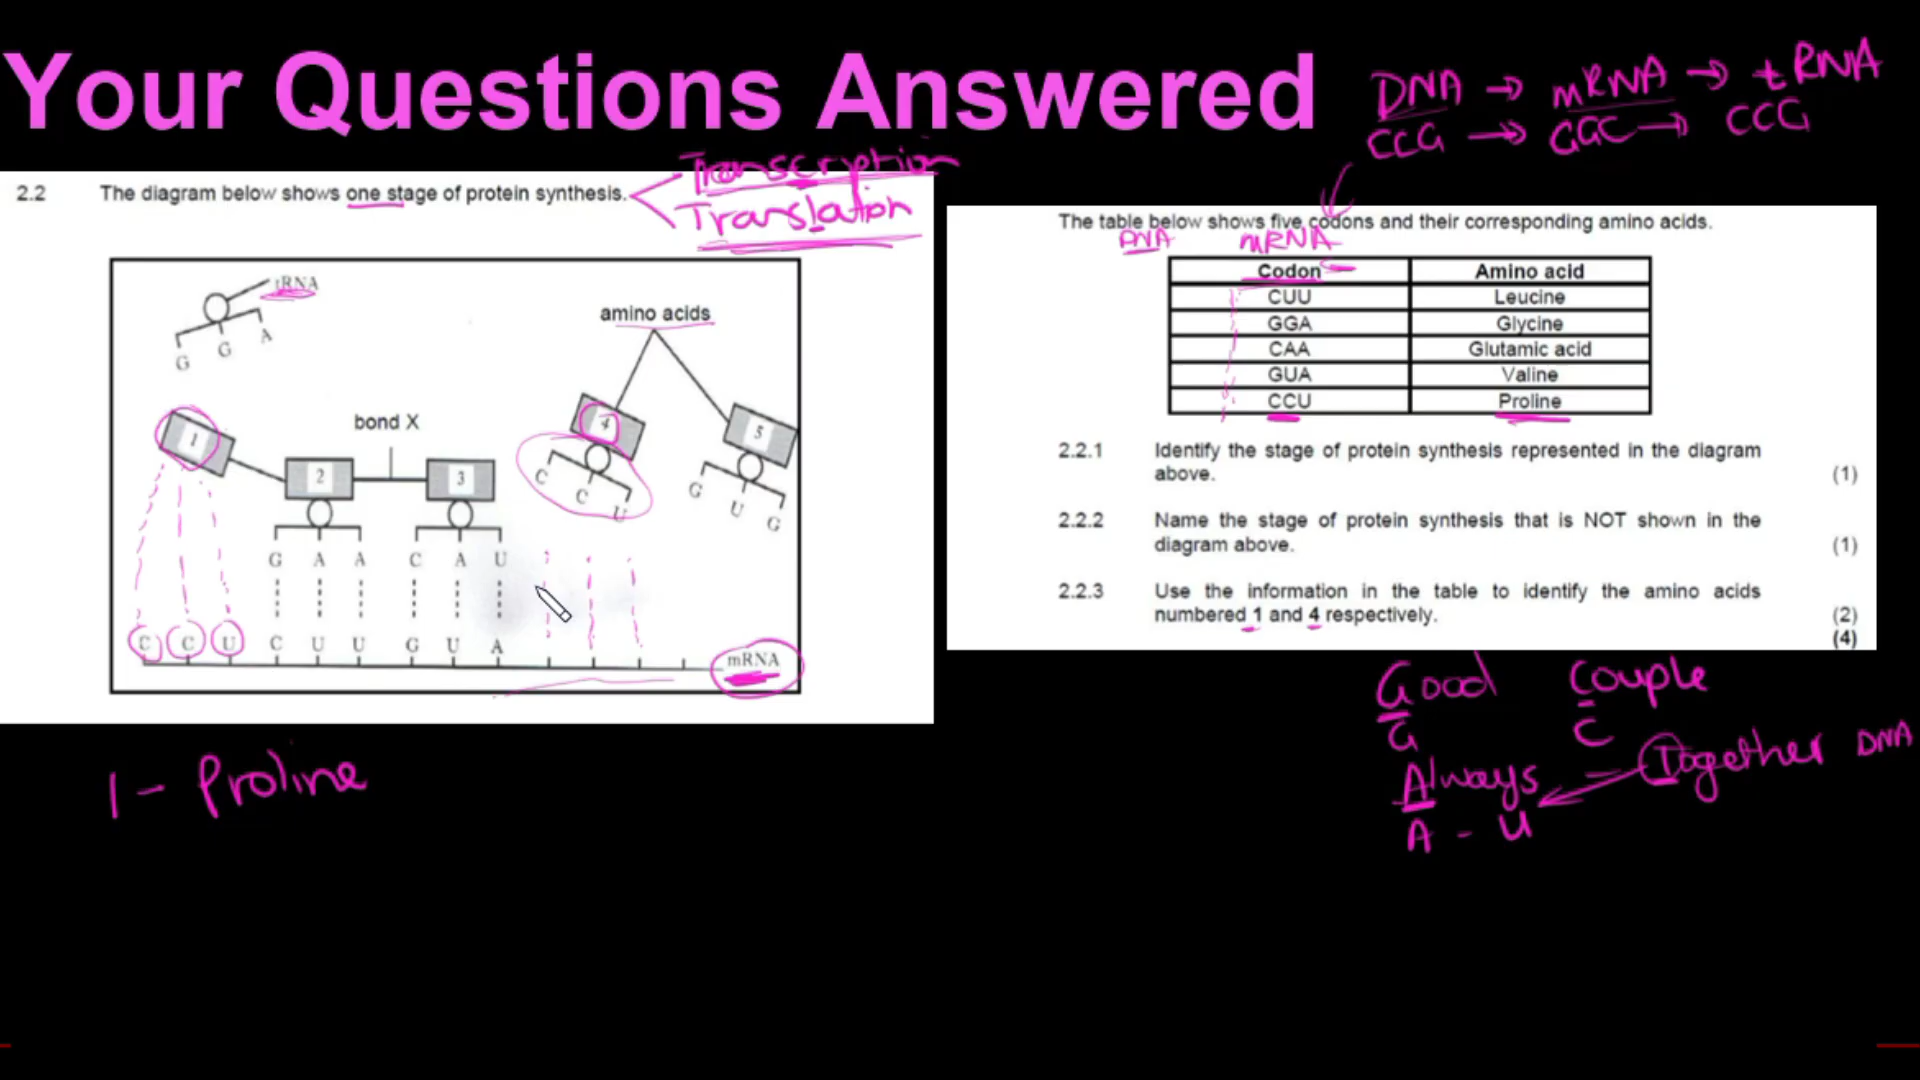 Your Questions Answered
DNA → mRNA → tRNA
CCG → GGC → CCG
2.2 The diagram below shows one stage of protein synthesis.
Transcription
Translation
tRNA
G G A
amino acids
1
bond X
2
3
4
5
C C U
G U G
G A A C A U
C C U C U U G U A
mRNA
1 - Proline
The table below shows five codons and their corresponding amino acids.
DNA mRNA
Codon Amino acid
CUU Leucine
GGA Glycine
CAA Glutamic acid
GUA Valine
CCU Proline
2.2.1 Identify the stage of protein synthesis represented in the diagram
above. (1)
2.2.2 Name the stage of protein synthesis that is NOT shown in the
diagram above. (1)
2.2.3 Use the information in the table to identify the amino acids
numbered 1 and 4 respectively. (2)
(4)
Good Couple
G C
Always Together DNA
A - U